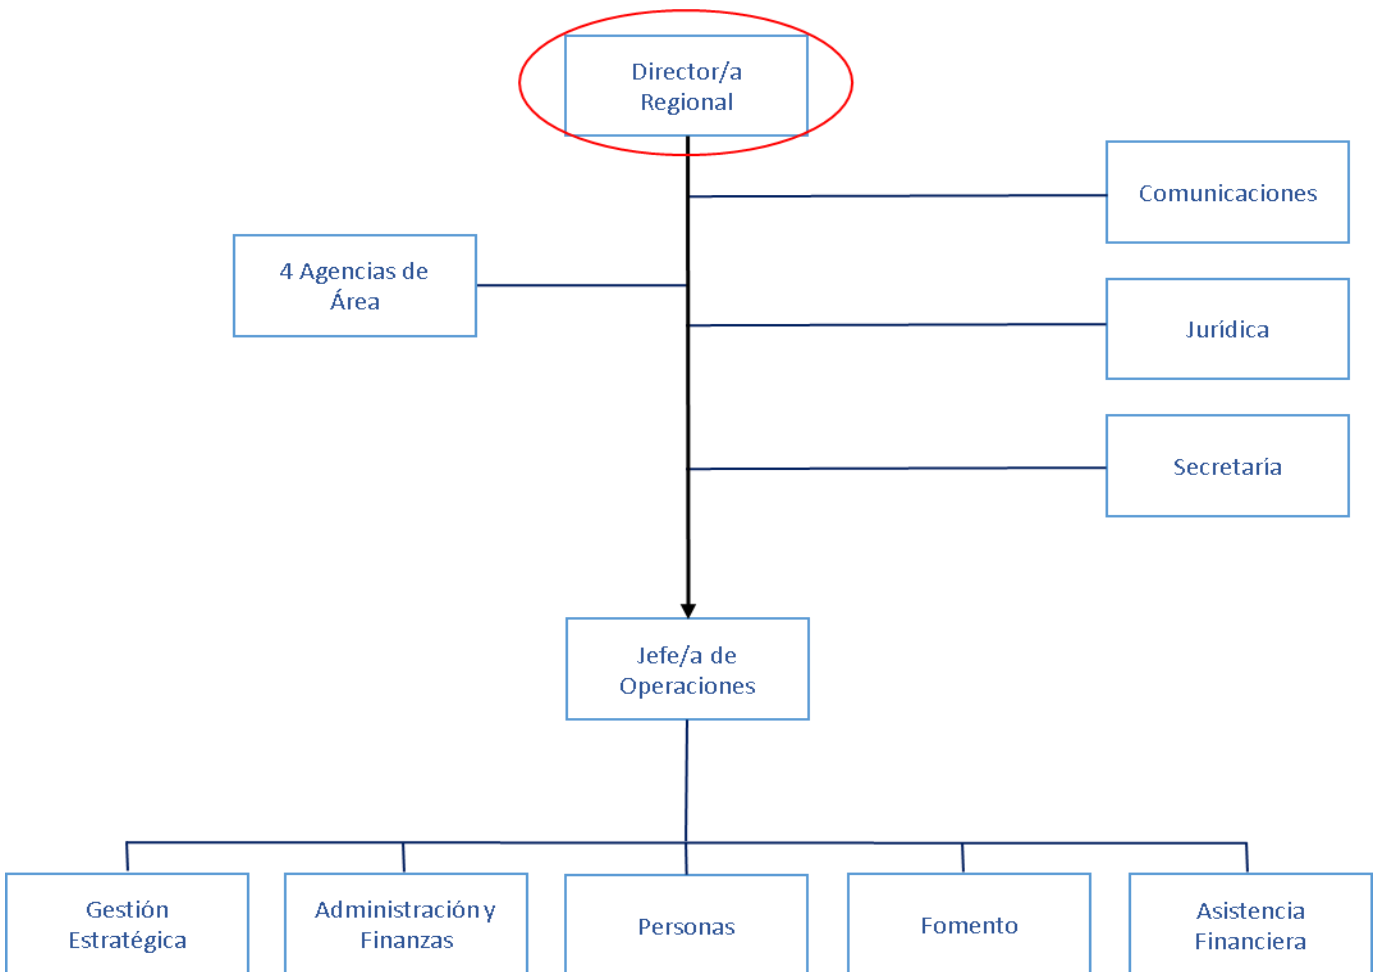 Director/a
Regional
Comunicaciones
4 Agencias de
Área
Jurídica
Secretaría
Jefe/a de
Operaciones
Gestión
Estratégica
Administración y
Finanzas
Personas
Fomento
Asistencia
Financiera